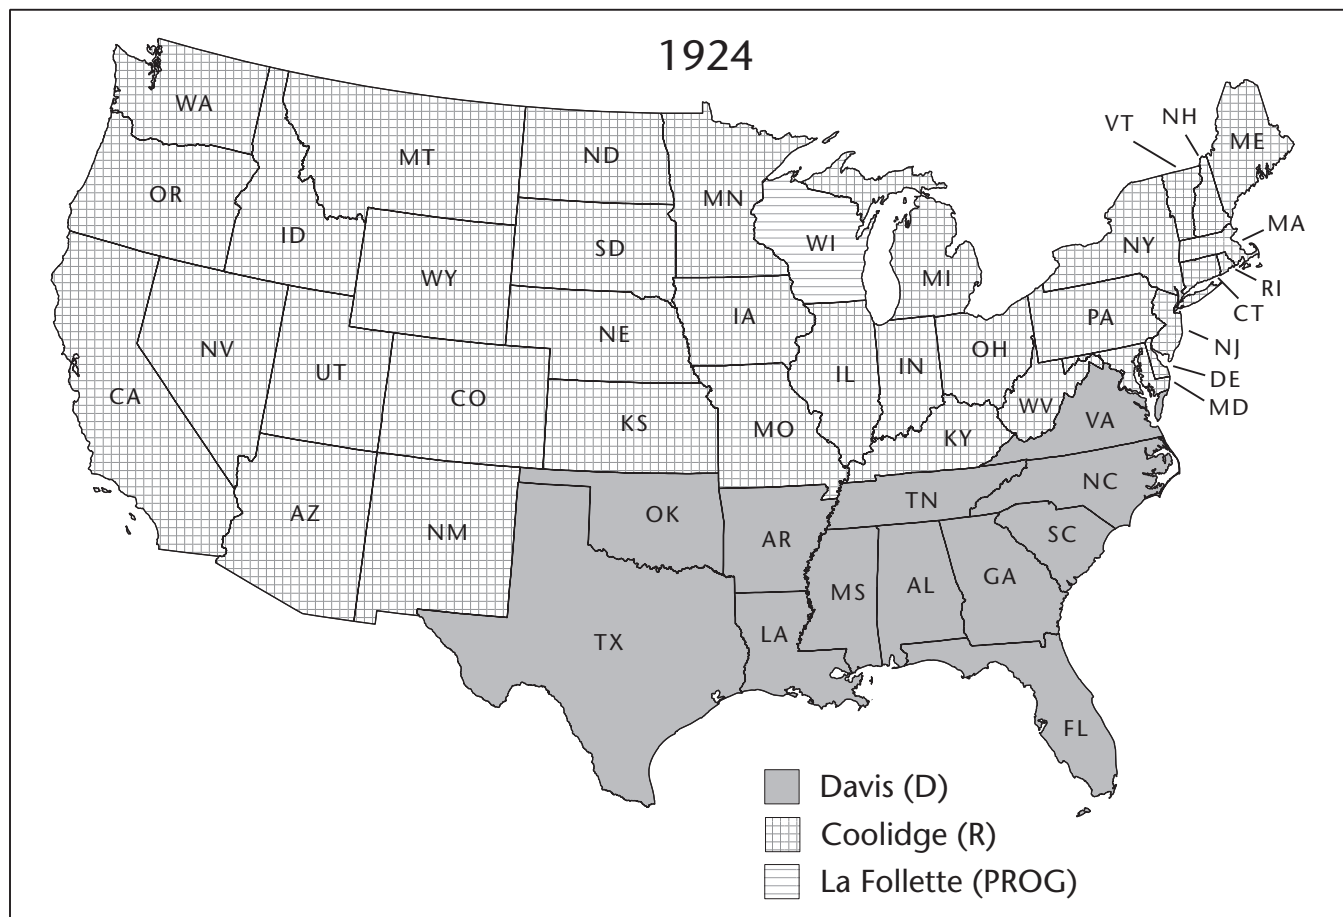 1924
WA
MT
ND
MN
VT
NH
ME
OR
ID
SD
WI
NY
MA
WY
MI
RI
CT
IA
PA
NV
NE
NJ
UT
IL
IN
OH
DE
CA
CO
MD
KS
MO
WV
KY
VA
AZ
NM
OK
AR
TN
NC
SC
MS
AL
GA
TX
LA
FL
Davis (D)
Coolidge (R)
La Follette (PROG)